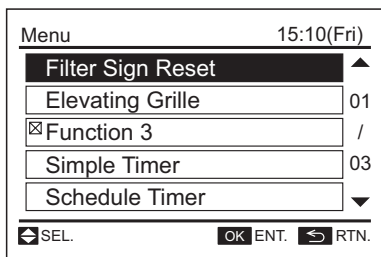 Menu 15:10(Fri)
Filter Sign Reset
Elevating Grille 01
Function 3 /
Simple Timer 03
Schedule Timer
SEL. OK ENT. RTN.